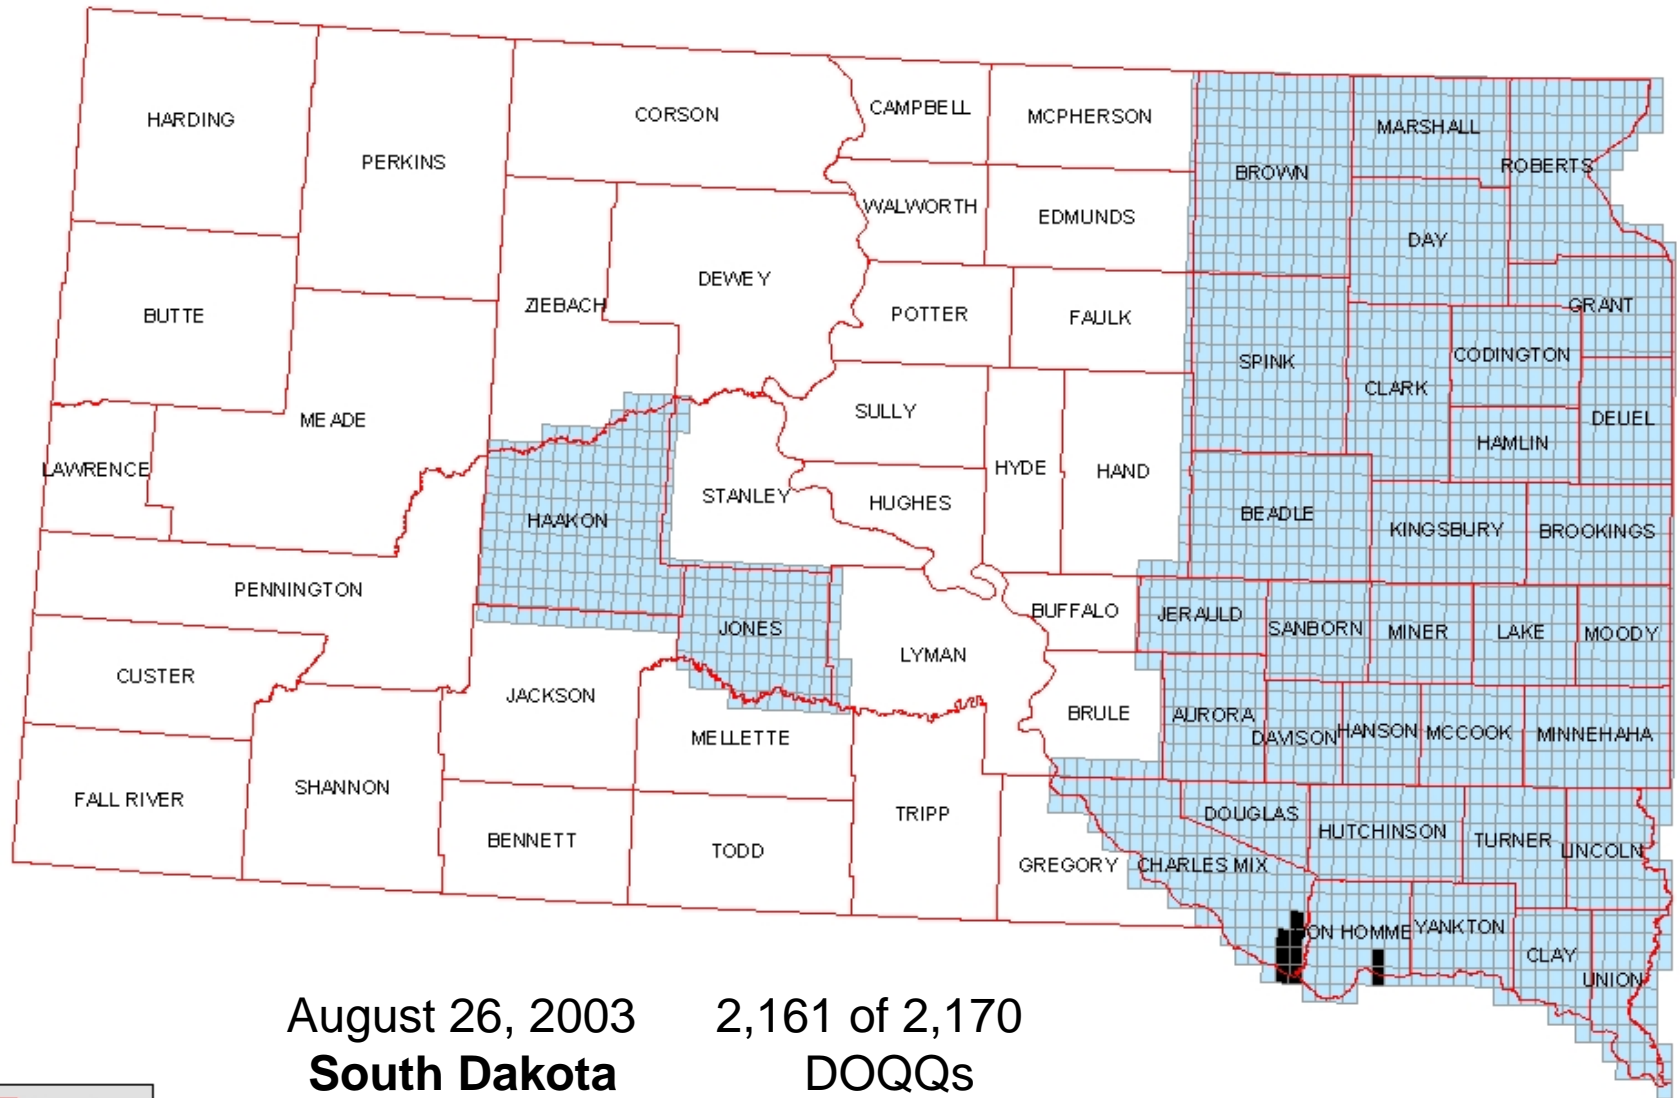 HARDING
PERKINS
CORSON
CAMPBELL
MCPHERSON
BROWN
MARSHALL
ROBERTS
WALWORTH
EDMUNDS
DAY
BUTTE
ZIEBACH
DEWEY
POTTER
FAULK
SPINK
GRANT
CODINGTON
CLARK
DEUEL
HAMLIN
MEADE
SULLY
LAWRENCE
HAAKON
STANLEY
HUGHES
HYDE
HAND
BEADLE
KINGSBURY
BROOKINGS
PENNINGTON
JONES
LYMAN
BUFFALO
JERAULD
SANBORN
MINER
LAKE
MOODY
CUSTER
JACKSON
MELLETTE
BRULE
AURORA
DAVISON
HANSON
MCCOOK
MINNEHAHA
FALL RIVER
SHANNON
BENNETT
TODD
TRIPP
GREGORY
CHARLES MIX
DOUGLAS
HUTCHINSON
TURNER
LINCOLN
ON HOMME
YANKTON
CLAY
UNION
August 26, 2003
South Dakota
2,161 of 2,170
DOQQs